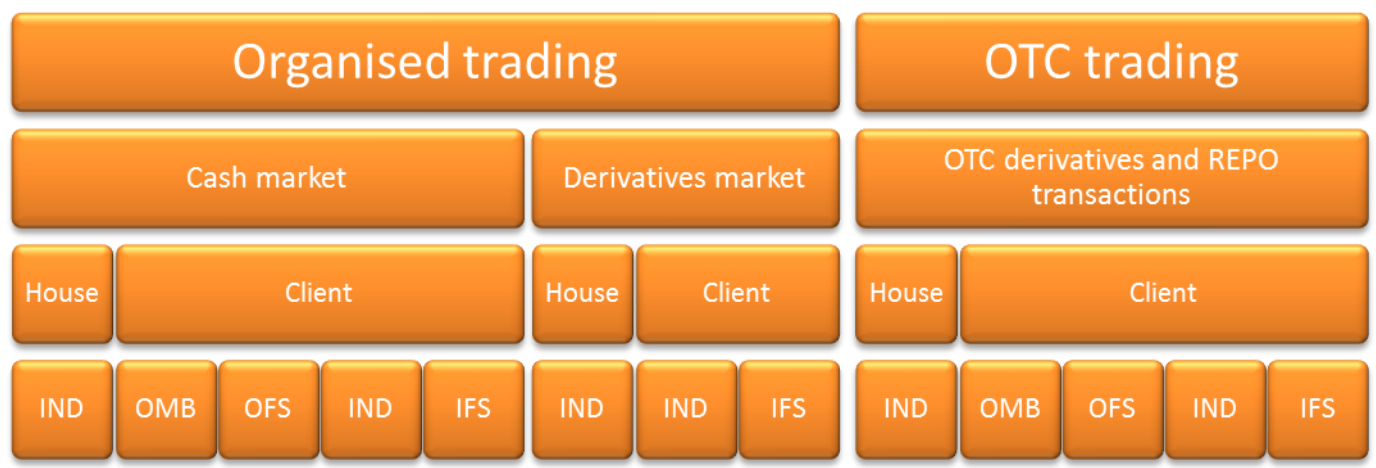 Organised trading
OTC trading
Cash market
Derivatives market
OTC derivatives and REPO
transactions
House
Client
House
Client
House
Client
IND
OMB
OFS
IND
IFS
IND
IND
IFS
IND
OMB
OFS
IND
IFS